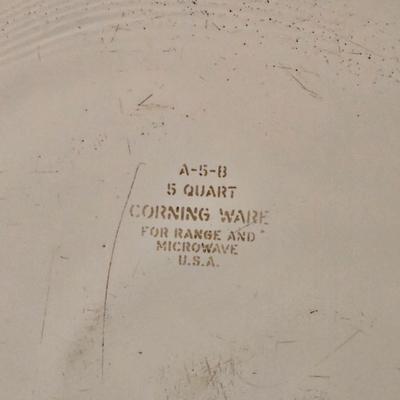 A-5-B
5 QUART
CORNING WARE
FOR RANGE AND
MICROWAVE
U.S.A.